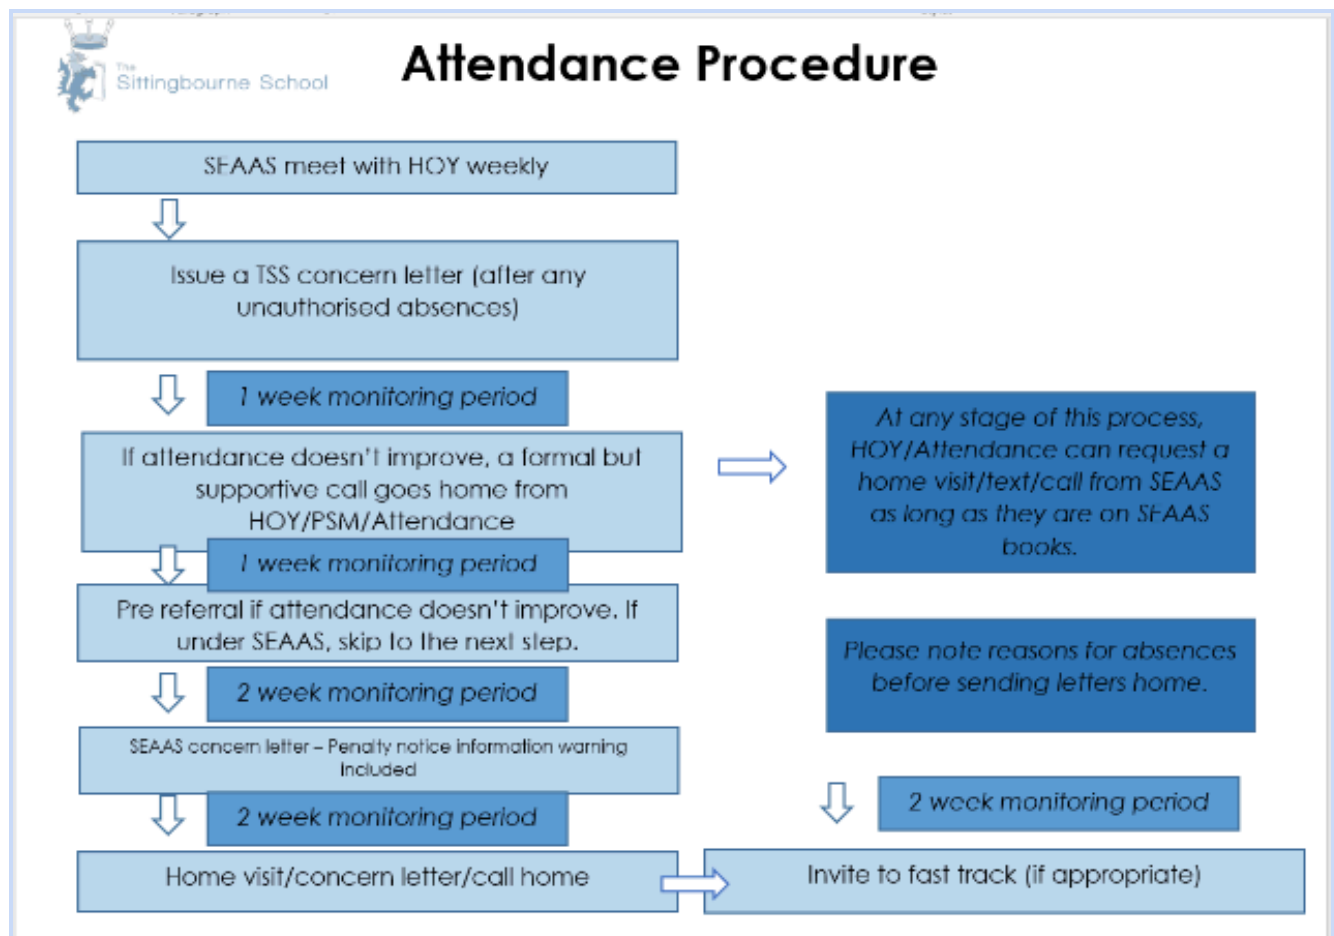 The
Sittingbourne School
Attendance Procedure
SEAAS meet with HOY weekly
Issue a TSS concern letter (after any
unauthorised absences)
1 week monitoring period
If attendance doesn't improve, a formal but
supportive call goes home from
HOY/PSM/Attendance
1 week monitoring period
Pre referral if attendance doesn't improve. If
under SEAAS, skip to the next step.
2 week monitoring period
SEAAS concern letter – Penalty notice information warning
included
2 week monitoring period
Home visit/concern letter/call home
At any stage of this process,
HOY/Attendance can request a
home visit/text/call from SEAAS
as long as they are on SEAAS
books.
Please note reasons for absences
before sending letters home.
2 week monitoring period
Invite to fast track (if appropriate)